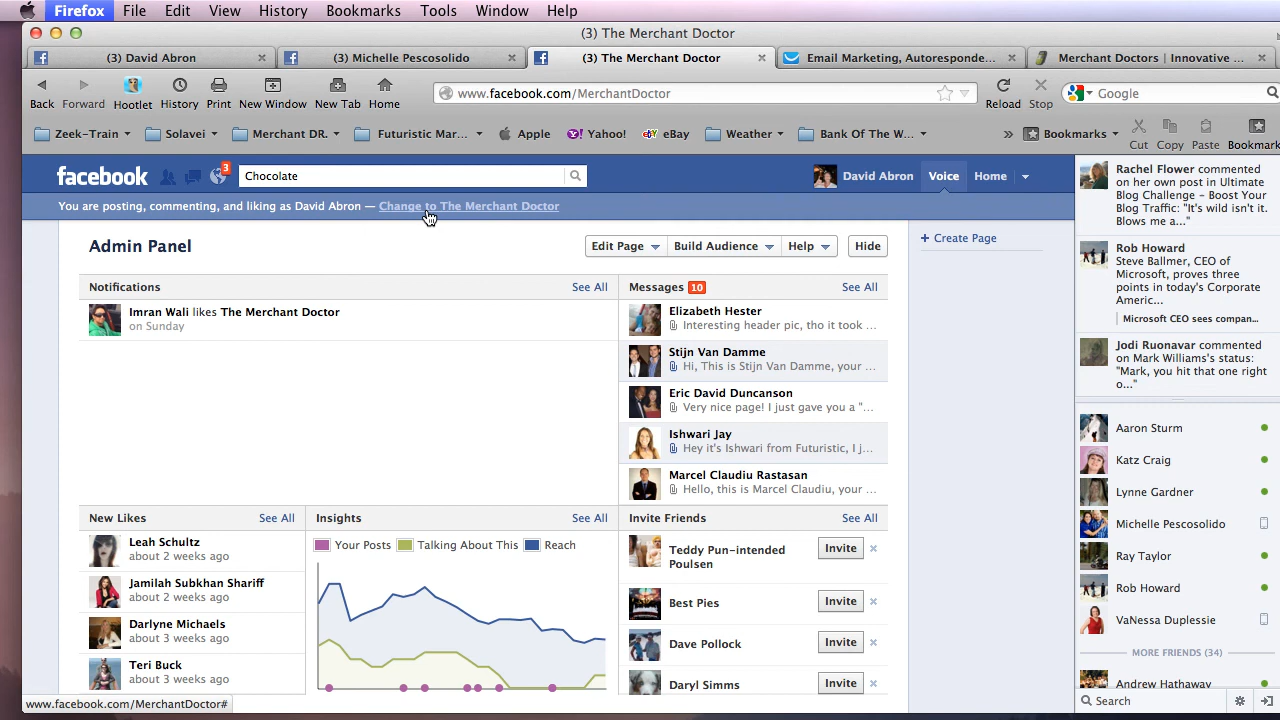 Firefox File Edit View History Bookmarks Tools Window Help
(3) The Merchant Doctor
(3) David Abron
(3) Michelle Pescosolido
(3) The Merchant Doctor
Email Marketing, Autoresponde...
Merchant Doctors | Innovative ...
www.facebook.com/MerchantDoctor
Google
Back Forward Hootlet History Print New Window New Tab Home Reload Stop
Zeek-Train Solavei Merchant DR. Futuristic Mar... Apple Yahoo! eBay Weather Bank Of The W... » Bookmarks
Cut Copy Paste Bookmark
facebook 3 Chocolate David Abron Voice Home
You are posting, commenting, and liking as David Abron — Change to The Merchant Doctor
Admin Panel
Edit Page Build Audience Help Hide
+ Create Page
Notifications See All
Imran Wali likes The Merchant Doctor
on Sunday
Messages 10 See All
Elizabeth Hester
Interesting header pic, tho it took ...
Stijn Van Damme
Hi, This is Stijn Van Damme, your ...
Eric David Duncanson
Very nice page! I just gave you a "...
Ishwari Jay
Hey it's Ishwari from Futuristic, I j...
Marcel Claudiu Rastasan
Hello, this is Marcel Claudiu, your ...
New Likes See All
Leah Schultz
about 2 weeks ago
Jamilah Subkhan Shariff
about 2 weeks ago
Darlyne Michaels
about 3 weeks ago
Teri Buck
about 3 weeks ago
Insights See All
Your Posts Talking About This Reach
Invite Friends See All
Teddy Pun-intended
Poulsen
Invite ×
Best Pies Invite ×
Dave Pollock Invite ×
Daryl Simms Invite ×
Rachel Flower commented
on her own post in Ultimate
Blog Challenge - Boost Your
Blog Traffic: "It's wild isn't it.
Blows me a..."
Rob Howard
Steve Ballmer, CEO of
Microsoft, proves three
points in today's Corporate
Americ...
Microsoft CEO sees compan...
Jodi Ruonavar commented
on Mark Williams's status:
"Mark, you hit that one right
o..."
Aaron Sturm
Katz Craig
Lynne Gardner
Michelle Pescosolido
Ray Taylor
Rob Howard
VaNessa Duplessie
MORE FRIENDS (34)
Andrew Hathaway
Search
www.facebook.com/MerchantDoctor#